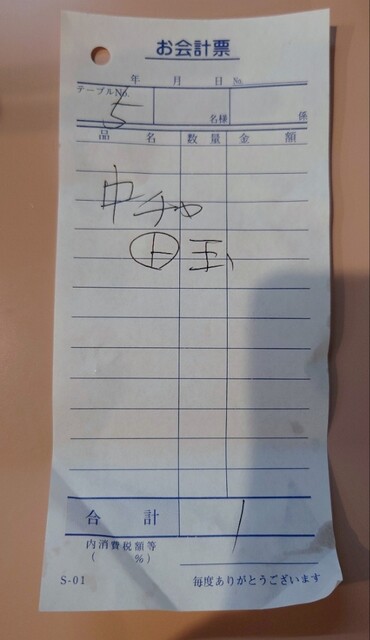 お会計票
年 月 日 No.
テーブルNo. 5 名様 係
品 名 数 量 金 額
中チャ
ト 玉
合 計 1
内消費税額等
( %)
S-01 毎度ありがとうございます